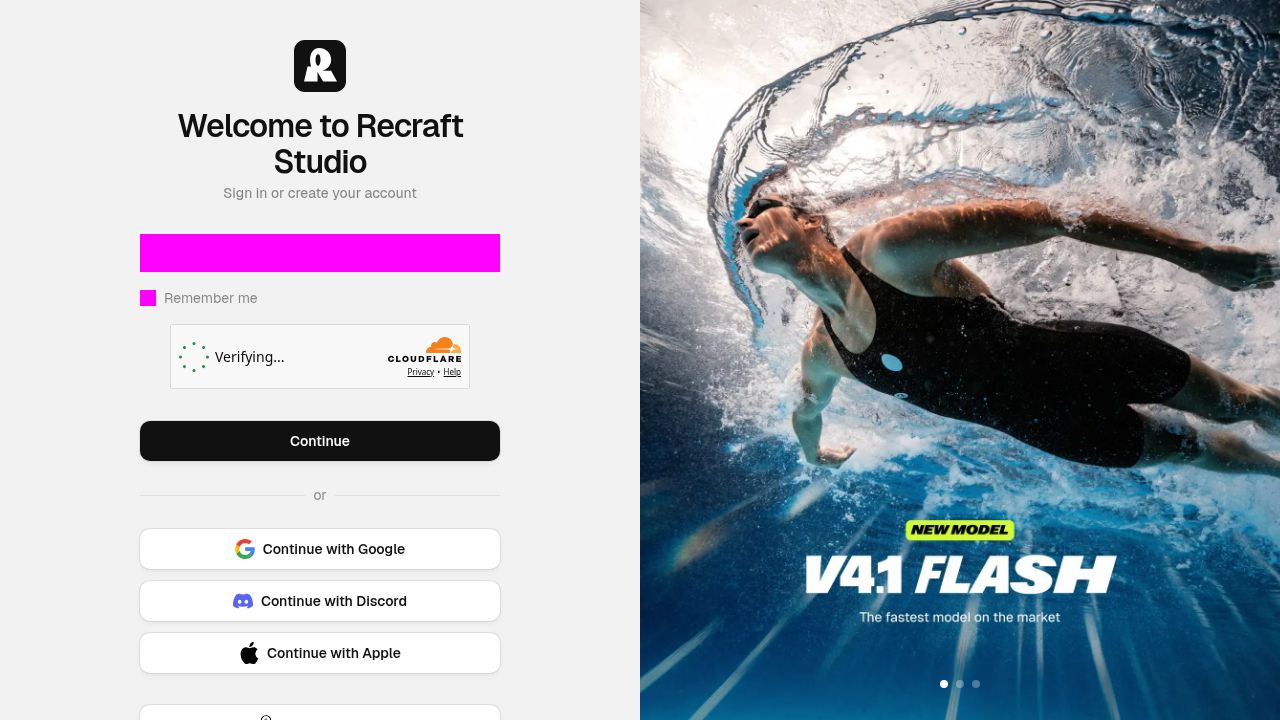 Welcome to Recraft
Studio
Sign in or create your account
Remember me
Verifying...
CLOUDFLARE
Privacy • Help
Continue
or
Continue with Google
Continue with Discord
Continue with Apple
NEW MODEL
V4.1 FLASH
The fastest model on the market